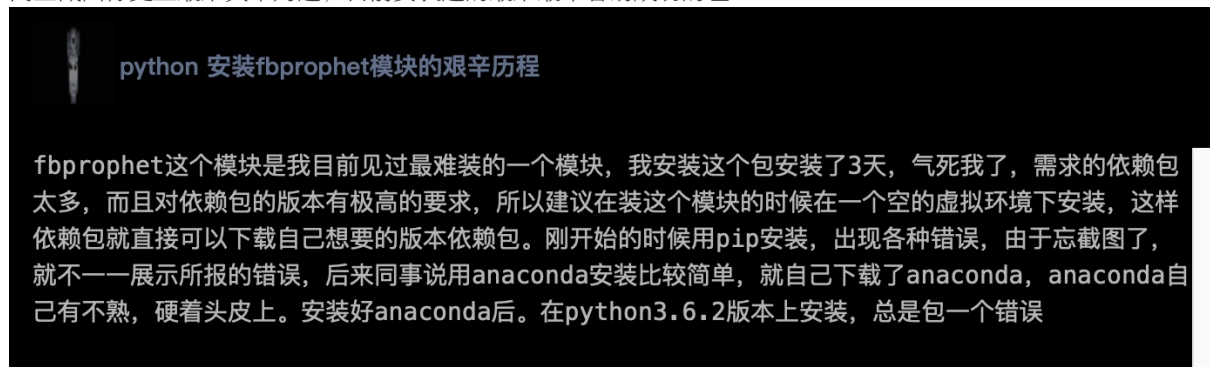 python 安装fbprophet模块的艰辛历程
fbprophet这个模块是我目前见过最难装的一个模块，我安装这个包安装了3天，气死我了，需求的依赖包
太多，而且对依赖包的版本有极高的要求，所以建议在装这个模块的时候在一个空的虚拟环境下安装，这样
依赖包就直接可以下载自己想要的版本依赖包。刚开始的时候用pip安装，出现各种错误，由于忘截图了，
就不一一展示所报的错误，后来同事说用anaconda安装比较简单，就自己下载了anaconda，anaconda自
己有不熟，硬着头皮上。安装好anaconda后。在python3.6.2版本上安装，总是包一个错误